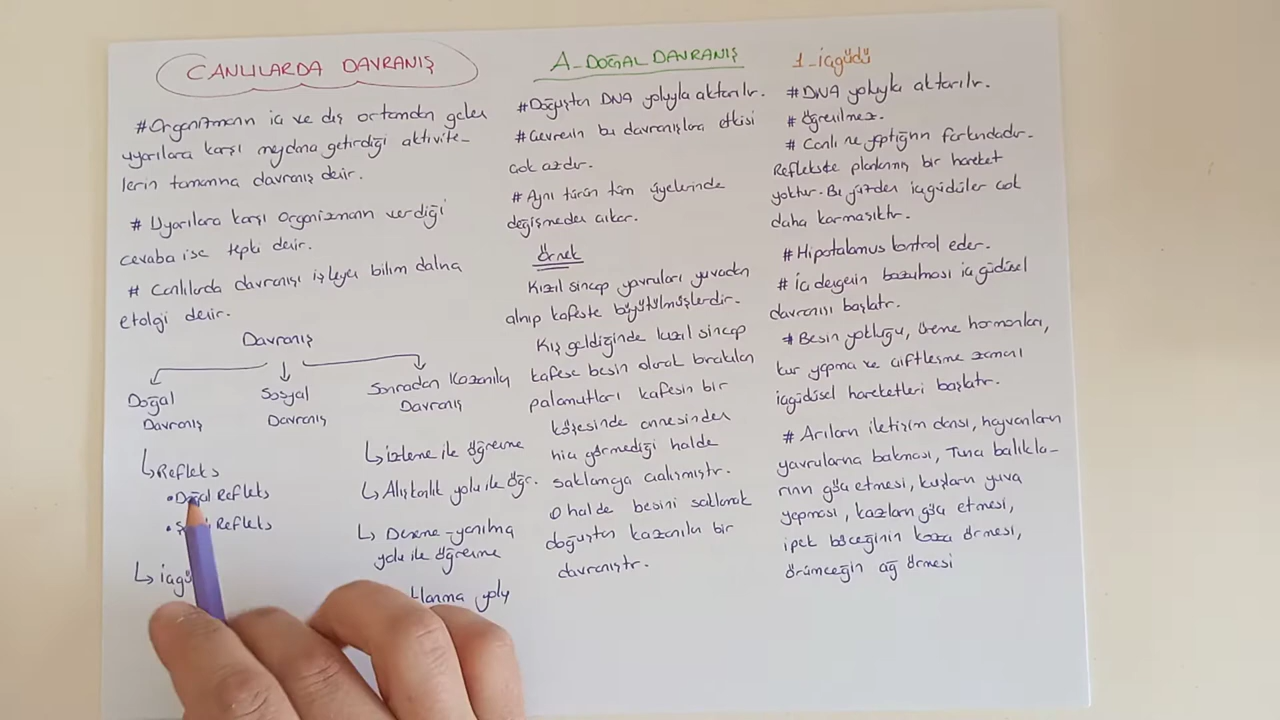 CANLILARDA DAVRANIŞ
#Organizmanın iç ve dış ortamdan gelen
uyarılara karşı meydana getirdiği aktivite-
lerin tamamına davranış denir.
# Uyarılara karşı organizmanın verdiği
cevaba ise tepki denir.
# Canlılarda davranışı işleyen bilim dalına
etoloji denir.
Davranış
Doğal
Davranış
Sosyal
Davranış
Sonradan Kazanılan
Davranış
Refleks
•Doğal Refleks
• Refleks
İzleme ile öğrenme
Alışkanlık yolu ile öğr.
Deneme-yanılma
yolu ile öğrenme
yolu
A-DOĞAL DAVRANIŞ
#Doğuştan DNA yoluyla aktarılır.
#Çevrenin bu davranışlara etkisi
çok azdır.
# Aynı türün tüm üyelerinde
değişmeden çıkar.
Örnek
Kızıl sincap yavruları yuvadan
alınıp kafeste büyütülmüşlerdir.
Kış geldiğinde kızıl sincap
kafese besin olarak bırakılan
palamutları kafesin bir
köşesinde annesinden
hiç görmediği halde
saklamaya çalışmıştır.
O halde besini saklamak
doğuştan kazanılan bir
davranıştır.
1-İçgüdü
#DNA yoluyla aktarılır.
#Öğrenilmez.
# Canlı ne yaptığının farkındadır.
Reflekste planlanmış bir hareket
yoktur. Bu yüzden içgüdüler çok
daha karmaşıktır.
#Hipotalamus kontrol eder.
#İç dengenin bozulması içgüdüsel
davranışı başlatır.
#Besin yokluğu, üreme hormonları,
kur yapma ve çiftleşme zamanı
içgüdüsel hareketleri başlatır.
# Arıların iletişim dansı, hayvanların
yavrularına bakması, Tuna balıkla-
rının göç etmesi, kuşların yuva
yapması, kazların göç etmesi,
ipek böceğinin koza örmesi,
örümceğin ağ örmesi